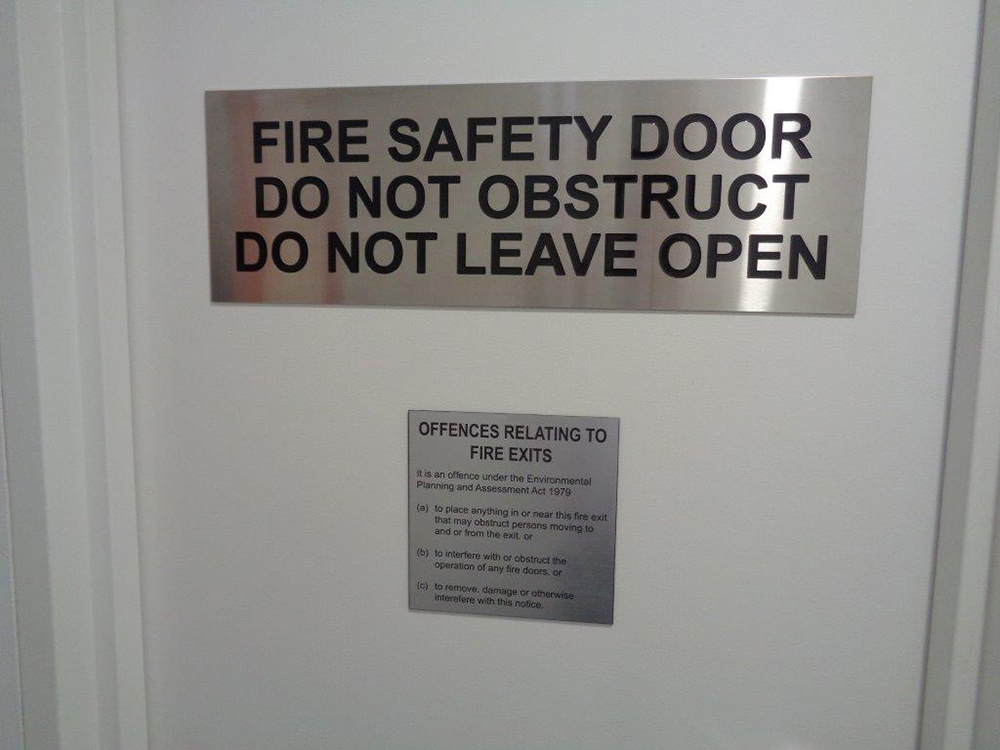 FIRE SAFETY DOOR
DO NOT OBSTRUCT
DO NOT LEAVE OPEN
OFFENCES RELATING TO
FIRE EXITS
It is an offence under the Environmental
Planning and Assessment Act 1979
(a) to place anything in or near this fire exit
that may obstruct persons moving to
and or from the exit, or
(b) to interfere with or obstruct the
operation of any fire doors, or
(c) to remove, damage or otherwise
interefere with this notice.